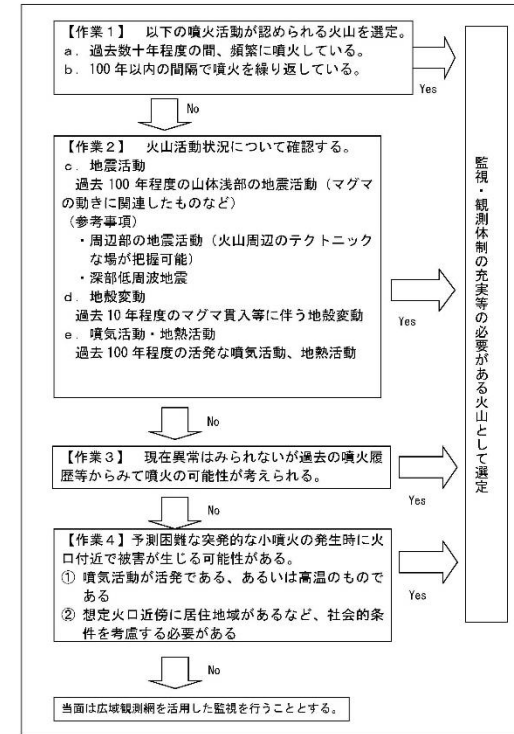 【作業1】 以下の噴火活動が認められる火山を選定。
a．過去数十年程度の間、頻繁に噴火している。
b．100年以内の間隔で噴火を繰り返している。
Yes
No
【作業2】 火山活動状況について確認する。
c．地震活動
過去100年程度の山体浅部の地震活動（マグマ
の動きに関連したものなど）
（参考事項）
・周辺部の地震活動（火山周辺のテクトニック
な場が把握可能）
・深部低周波地震
d．地殻変動
過去10年程度のマグマ貫入等に伴う地殻変動
e．噴気活動・地熱活動
過去100年程度の活発な噴気活動、地熱活動
Yes
No
【作業3】 現在異常はみられないが過去の噴火履
歴等からみて噴火の可能性が考えられる。
Yes
No
【作業4】予測困難な突発的な小噴火の発生時に火
口付近で被害が生じる可能性がある。
① 噴気活動が活発である、あるいは高温のもので
ある
② 想定火口近傍に居住地域があるなど、社会的条
件を考慮する必要がある
Yes
No
当面は広域観測網を活用した監視を行うこととする。
監視・観測体制の充実等の必要がある火山として選定